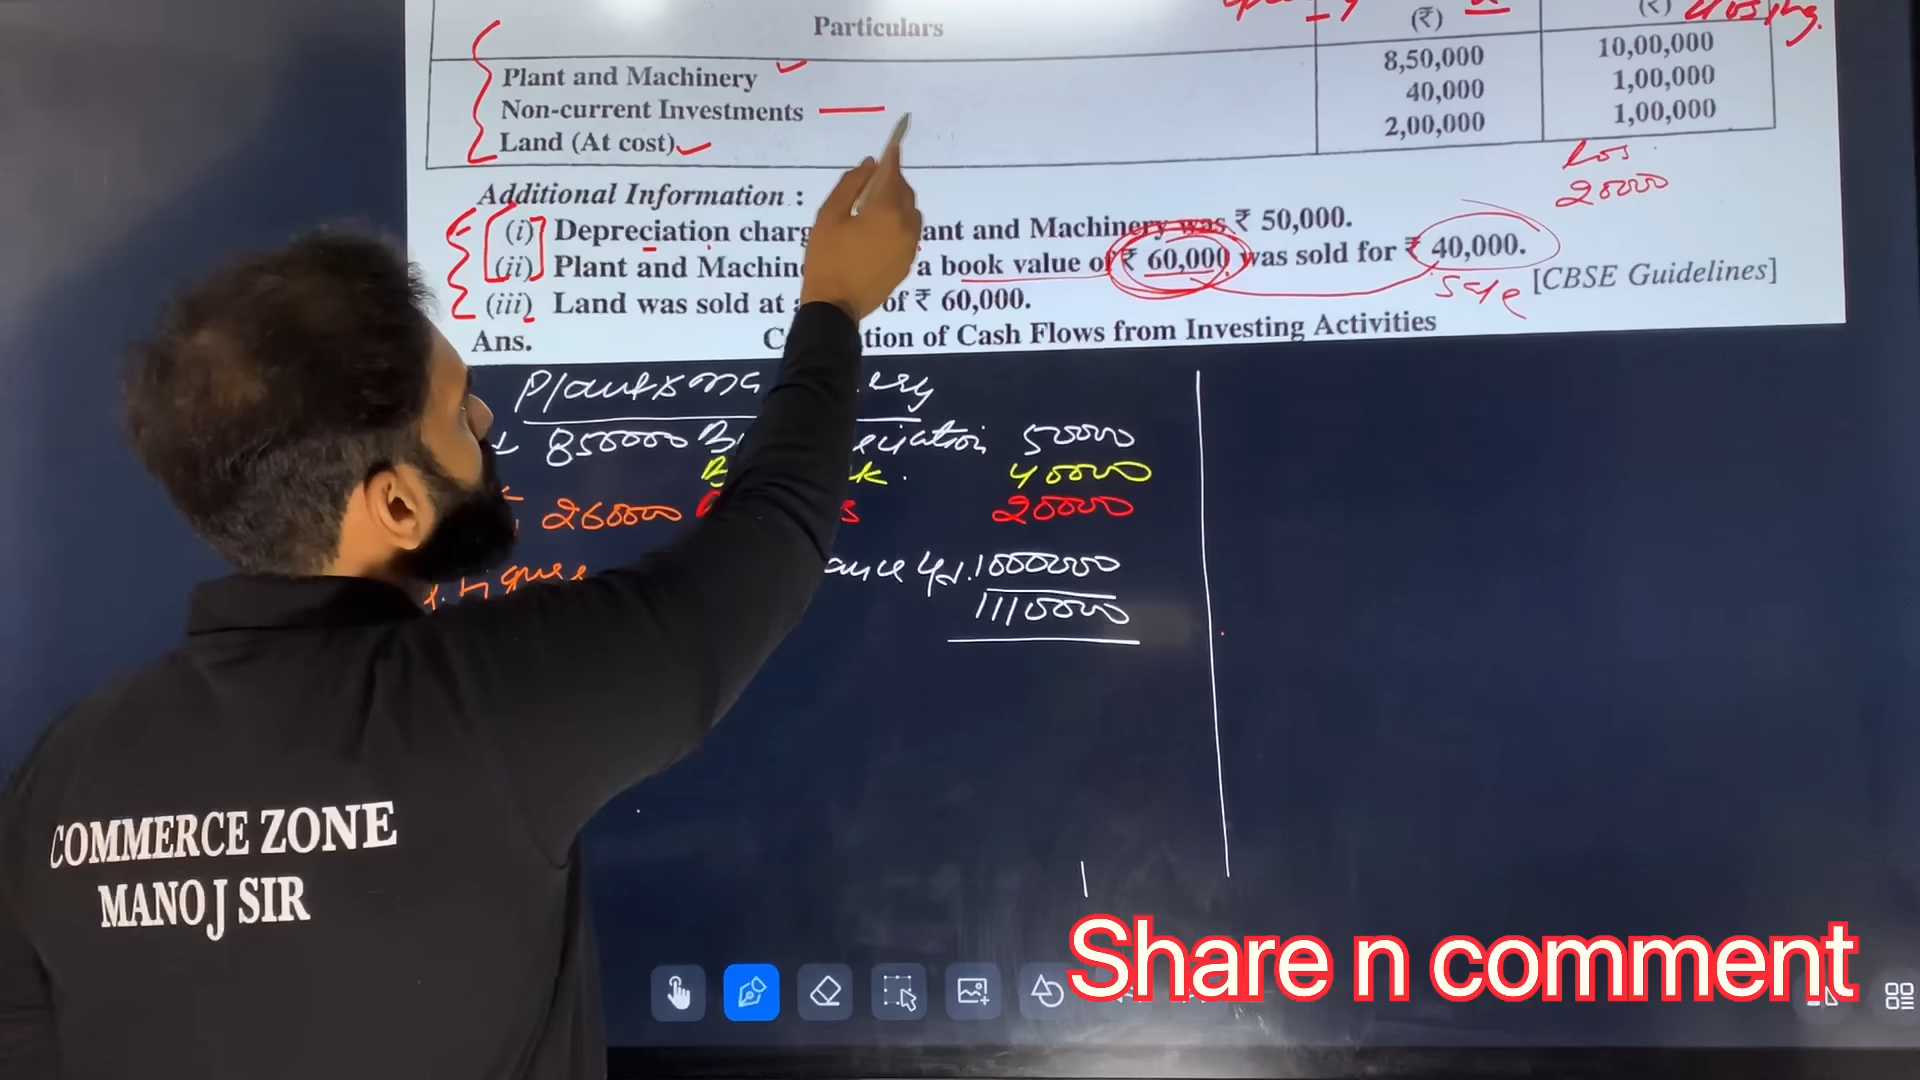 Particulars (₹) (₹) closing.
Plant and Machinery 8,50,000 10,00,000
Non-current Investments 40,000 1,00,000
Land (At cost) 2,00,000 1,00,000
Los
20000
Additional Information :
(i) Depreciation charg ant and Machinery was ₹ 50,000.
(ii) Plant and Machin a book value of ₹ 60,000 was sold for ₹ 40,000.
(iii) Land was sold at a of ₹ 60,000.
[CBSE Guidelines]
Ans. C tion of Cash Flows from Investing Activities
850000 eciation 50000
40000
260000 20000
ance 1000000
1110000
COMMERCE ZONE
MANOJ SIR
Share n comment